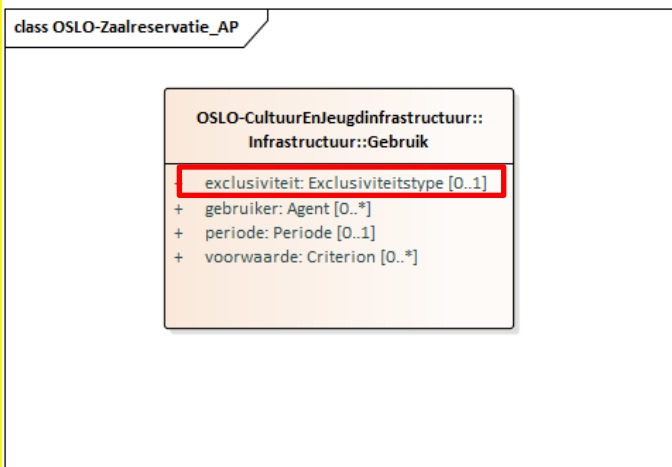 class OSLO-Zaalreservatie_AP
OSLO-CultuurEnJeugdinfrastructuur::
Infrastructuur::Gebruik
+ exclusiviteit: Exclusiviteitstype [0..1]
+ gebruiker: Agent [0..*]
+ periode: Periode [0..1]
+ voorwaarde: Criterion [0..*]